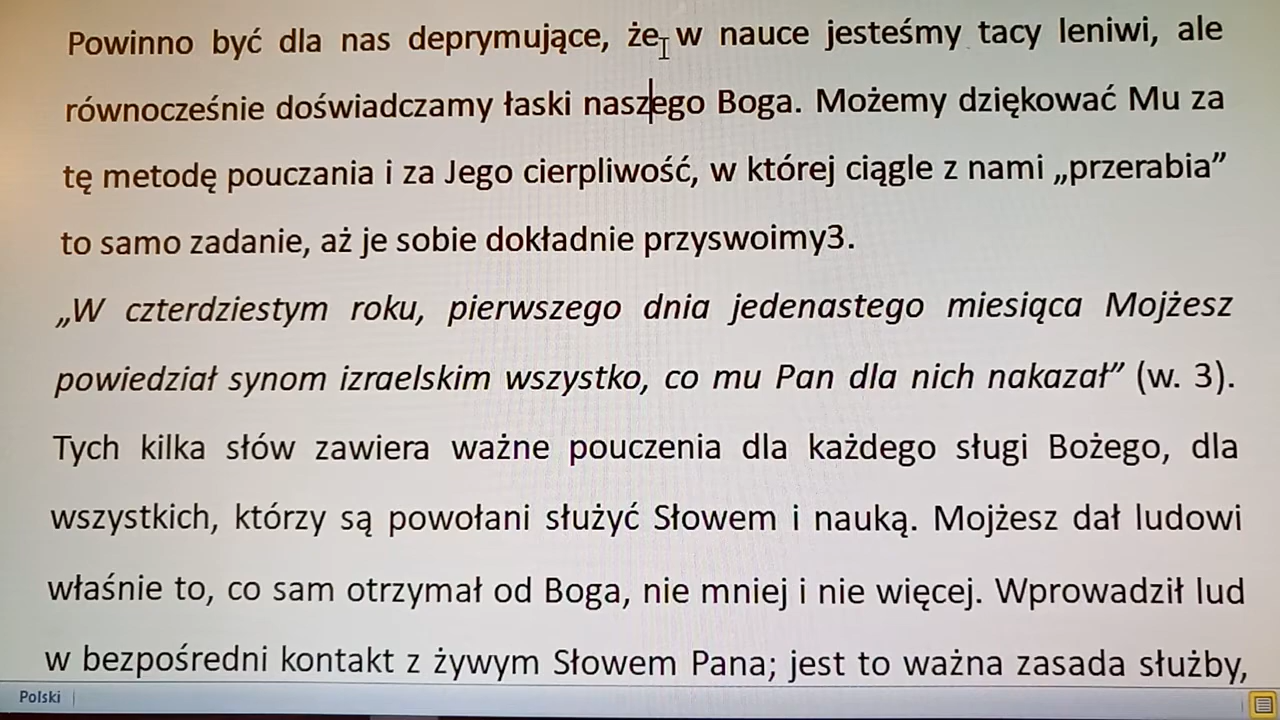 Powinno być dla nas deprymujące, że w nauce jesteśmy tacy leniwi, ale
równocześnie doświadczamy łaski naszego Boga. Możemy dziękować Mu za
tę metodę pouczania i za Jego cierpliwość, w której ciągle z nami „przerabia”
to samo zadanie, aż je sobie dokładnie przyswoimy3.
„W czterdziestym roku, pierwszego dnia jedenastego miesiąca Mojżesz
powiedział synom izraelskim wszystko, co mu Pan dla nich nakazał” (w. 3).
Tych kilka słów zawiera ważne pouczenia dla każdego sługi Bożego, dla
wszystkich, którzy są powołani służyć Słowem i nauką. Mojżesz dał ludowi
właśnie to, co sam otrzymał od Boga, nie mniej i nie więcej. Wprowadził lud
w bezpośredni kontakt z żywym Słowem Pana; jest to ważna zasada służby,
Polski